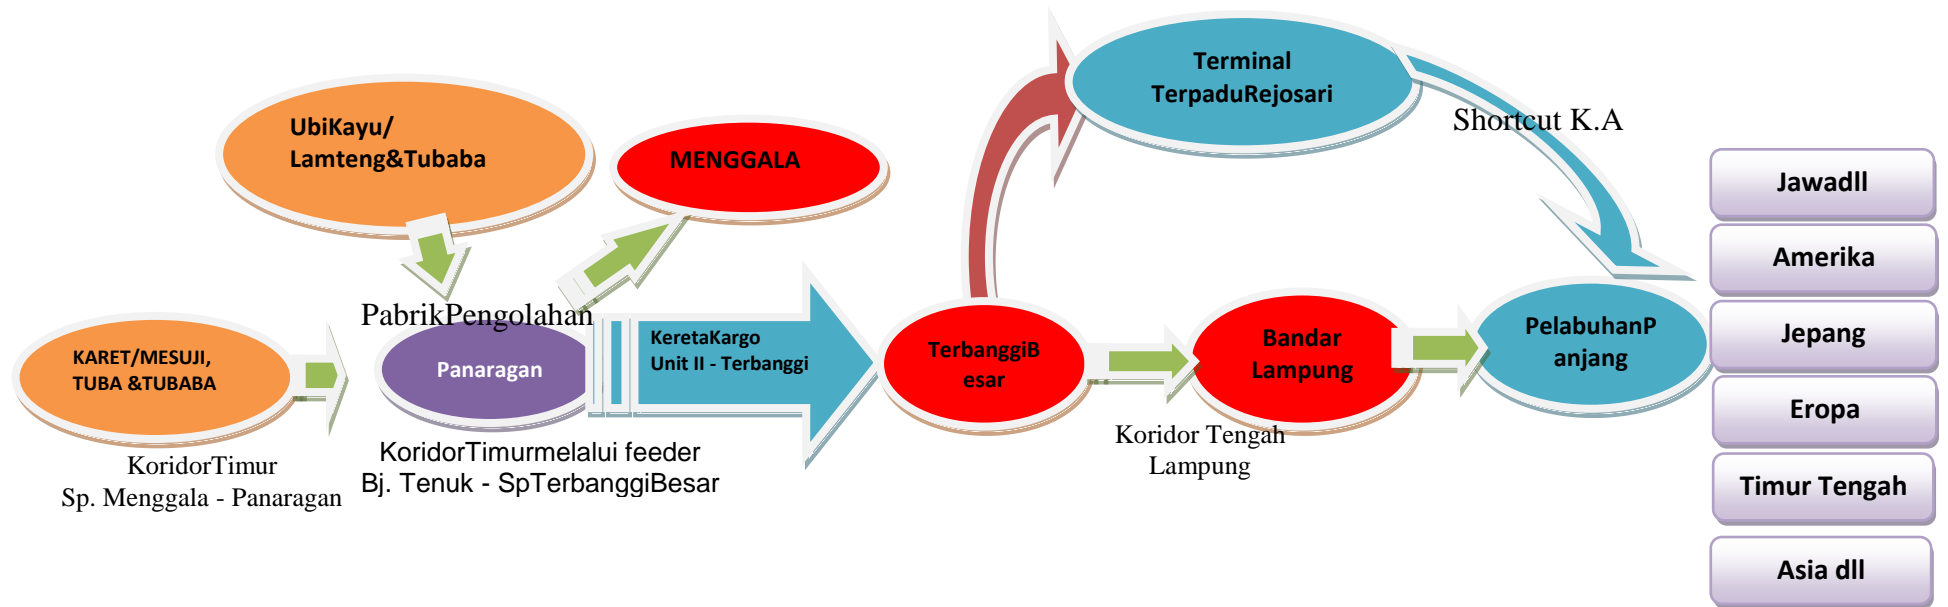 Terminal
TerpaduRejosari
UbiKayu/
Lamteng&Tubaba
MENGGALA
Shortcut K.A
PabrikPengolahan
KARET/MESUJI,
TUBA &TUBABA
Panaragan
KeretaKargo
Unit II - Terbanggi
TerbanggiB
esar
Bandar
Lampung
PelabuhanP
anjang
KoridorTimur
Sp. Menggala - Panaragan
KoridorTimurmelalui feeder
Bj. Tenuk - SpTerbanggiBesar
Koridor Tengah
Lampung
Jawadll
Amerika
Jepang
Eropa
Timur Tengah
Asia dll